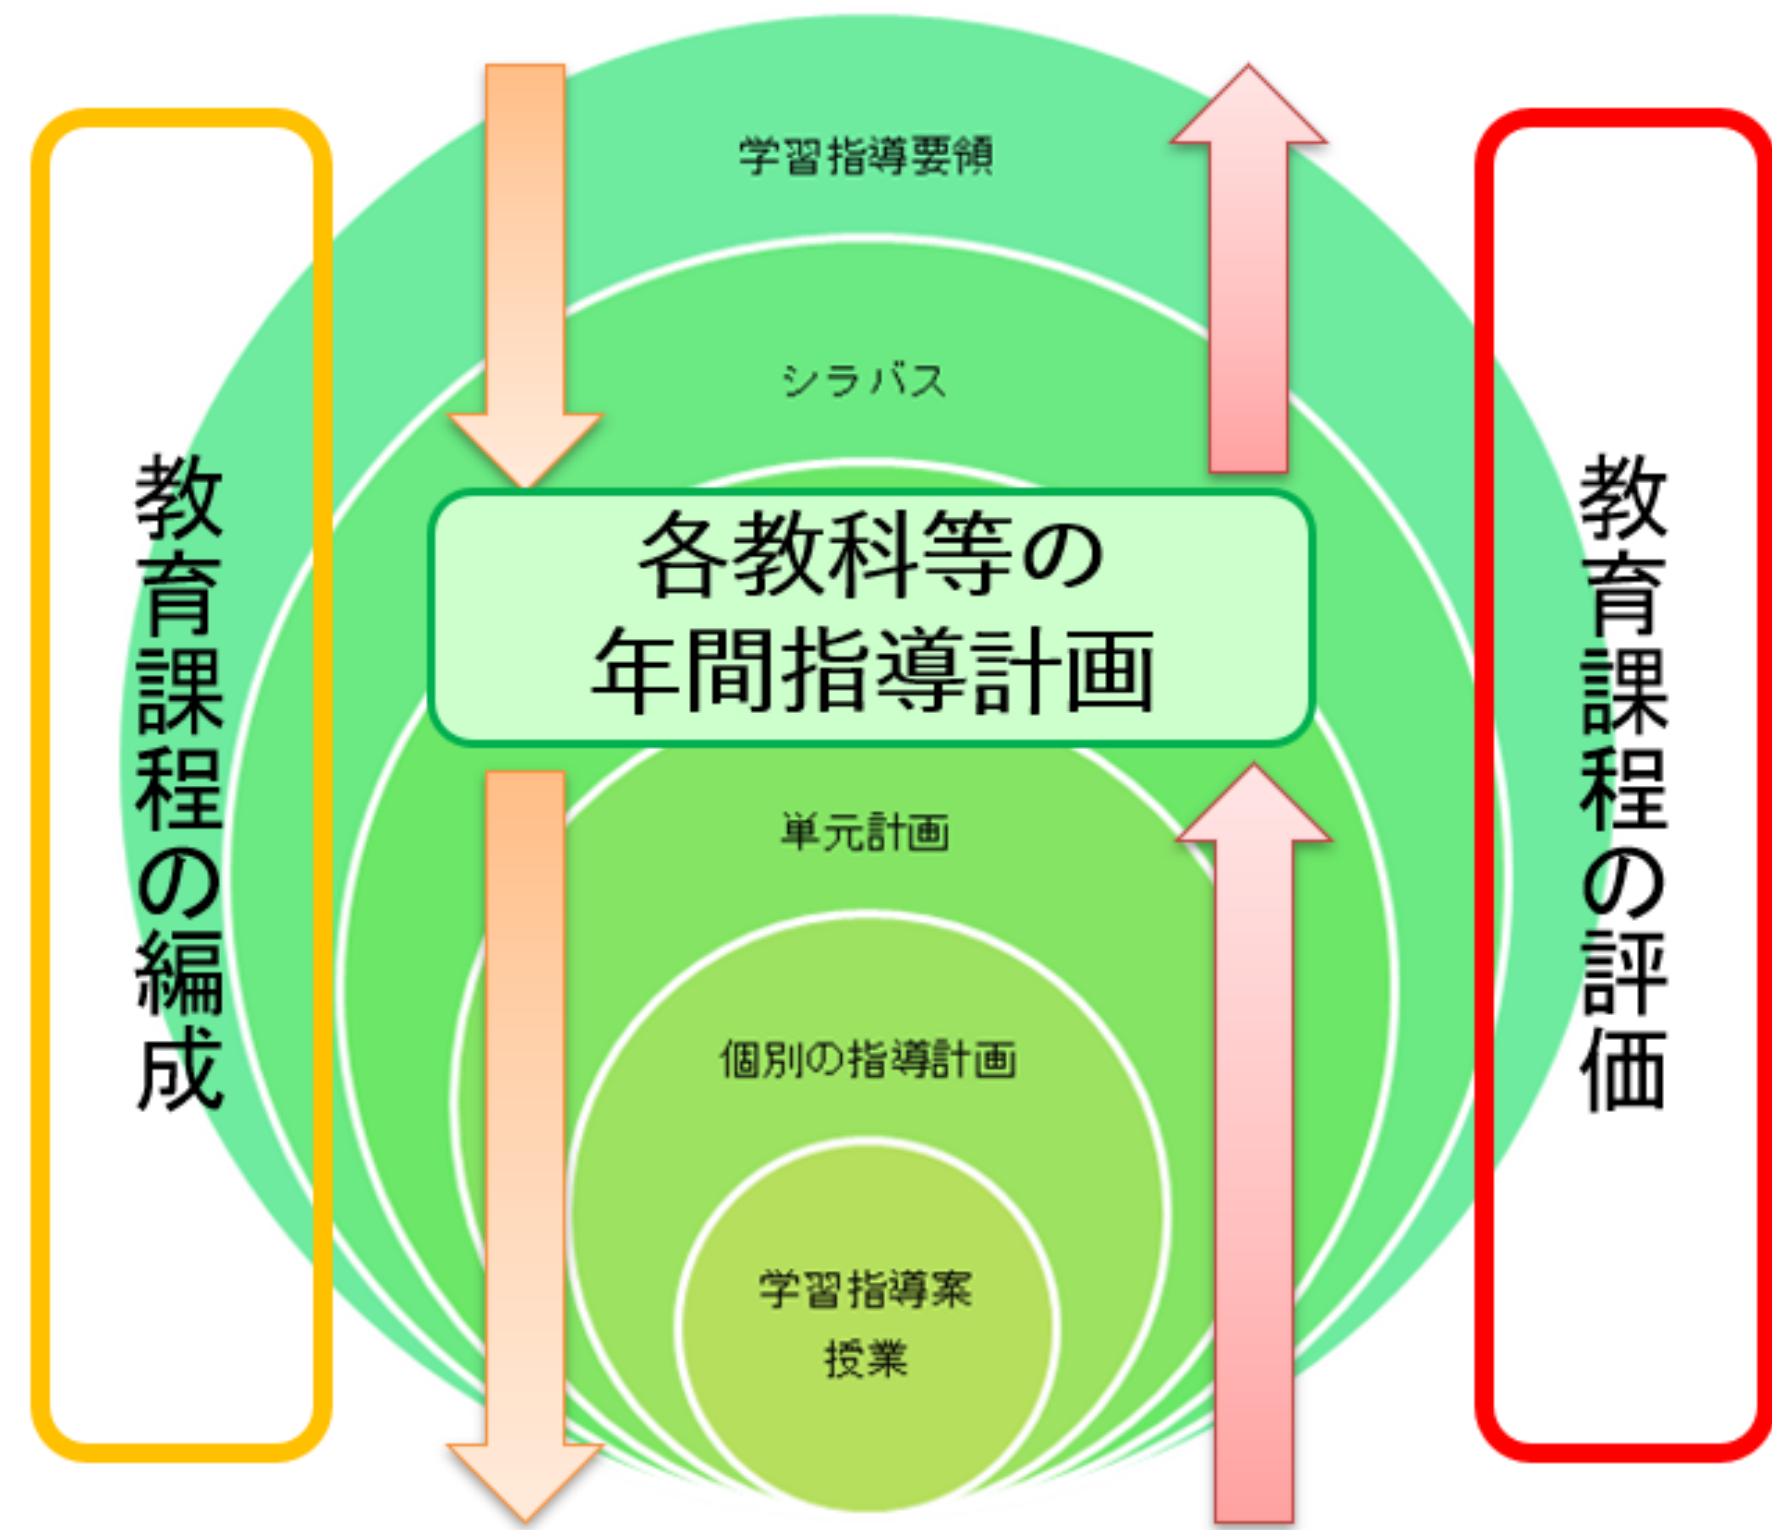 学習指導要領
シラバス
各教科等の
年間指導計画
単元計画
個別の指導計画
学習指導案
授業
教育課程の編成
教育課程の評価